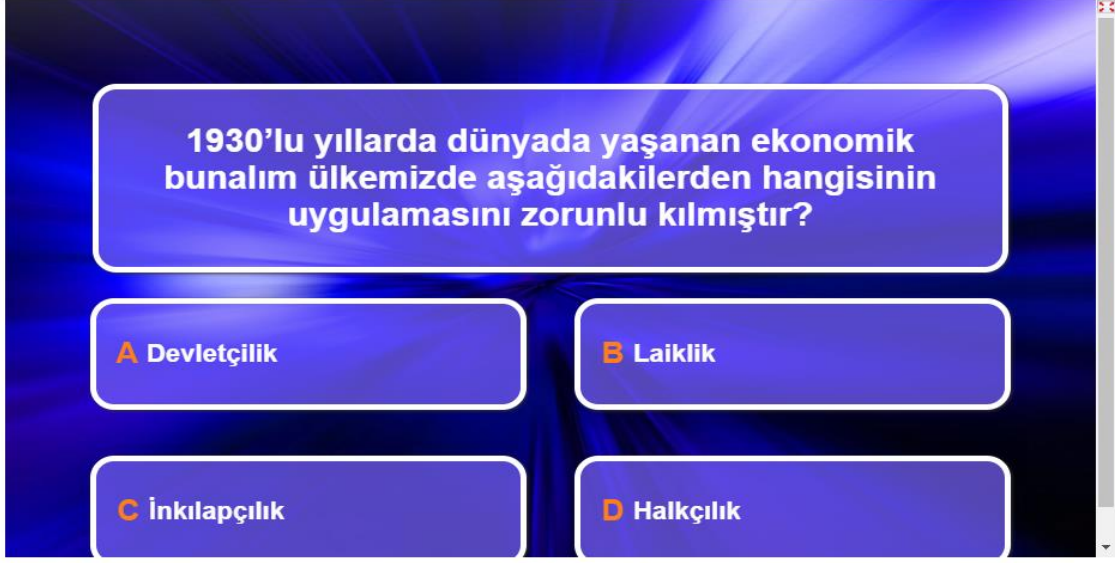 1930’lu yıllarda dünyada yaşanan ekonomik
bunalım ülkemizde aşağıdakilerden hangisinin
uygulamasını zorunlu kılmıştır?
A Devletçilik
B Laiklik
C İnkılapçılık
D Halkçılık